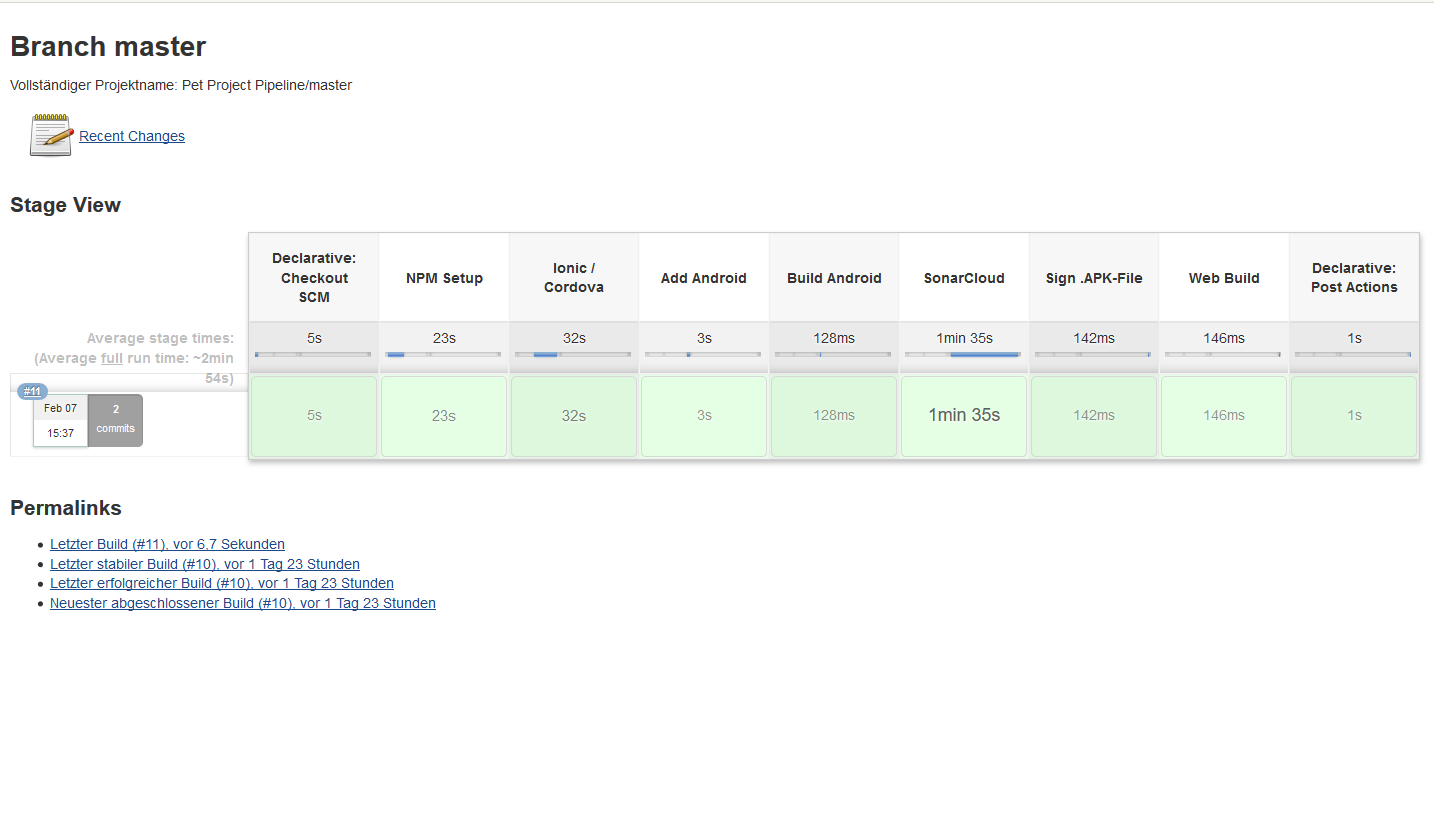 Branch master
Vollständiger Projektname: Pet Project Pipeline/master
Recent Changes
Stage View
Declarative:
Checkout
SCM
NPM Setup
Ionic /
Cordova
Add Android
Build Android
SonarCloud
Sign .APK-File
Web Build
Declarative:
Post Actions
Average stage times:
(Average full run time: ~2min
54s)
5s
23s
32s
3s
128ms
1min 35s
142ms
146ms
1s
#11
Feb 07
15:37
2
commits
5s
23s
32s
3s
128ms
1min 35s
142ms
146ms
1s
Permalinks
Letzter Build (#11), vor 6,7 Sekunden
Letzter stabiler Build (#10), vor 1 Tag 23 Stunden
Letzter erfolgreicher Build (#10), vor 1 Tag 23 Stunden
Neuester abgeschlossener Build (#10), vor 1 Tag 23 Stunden